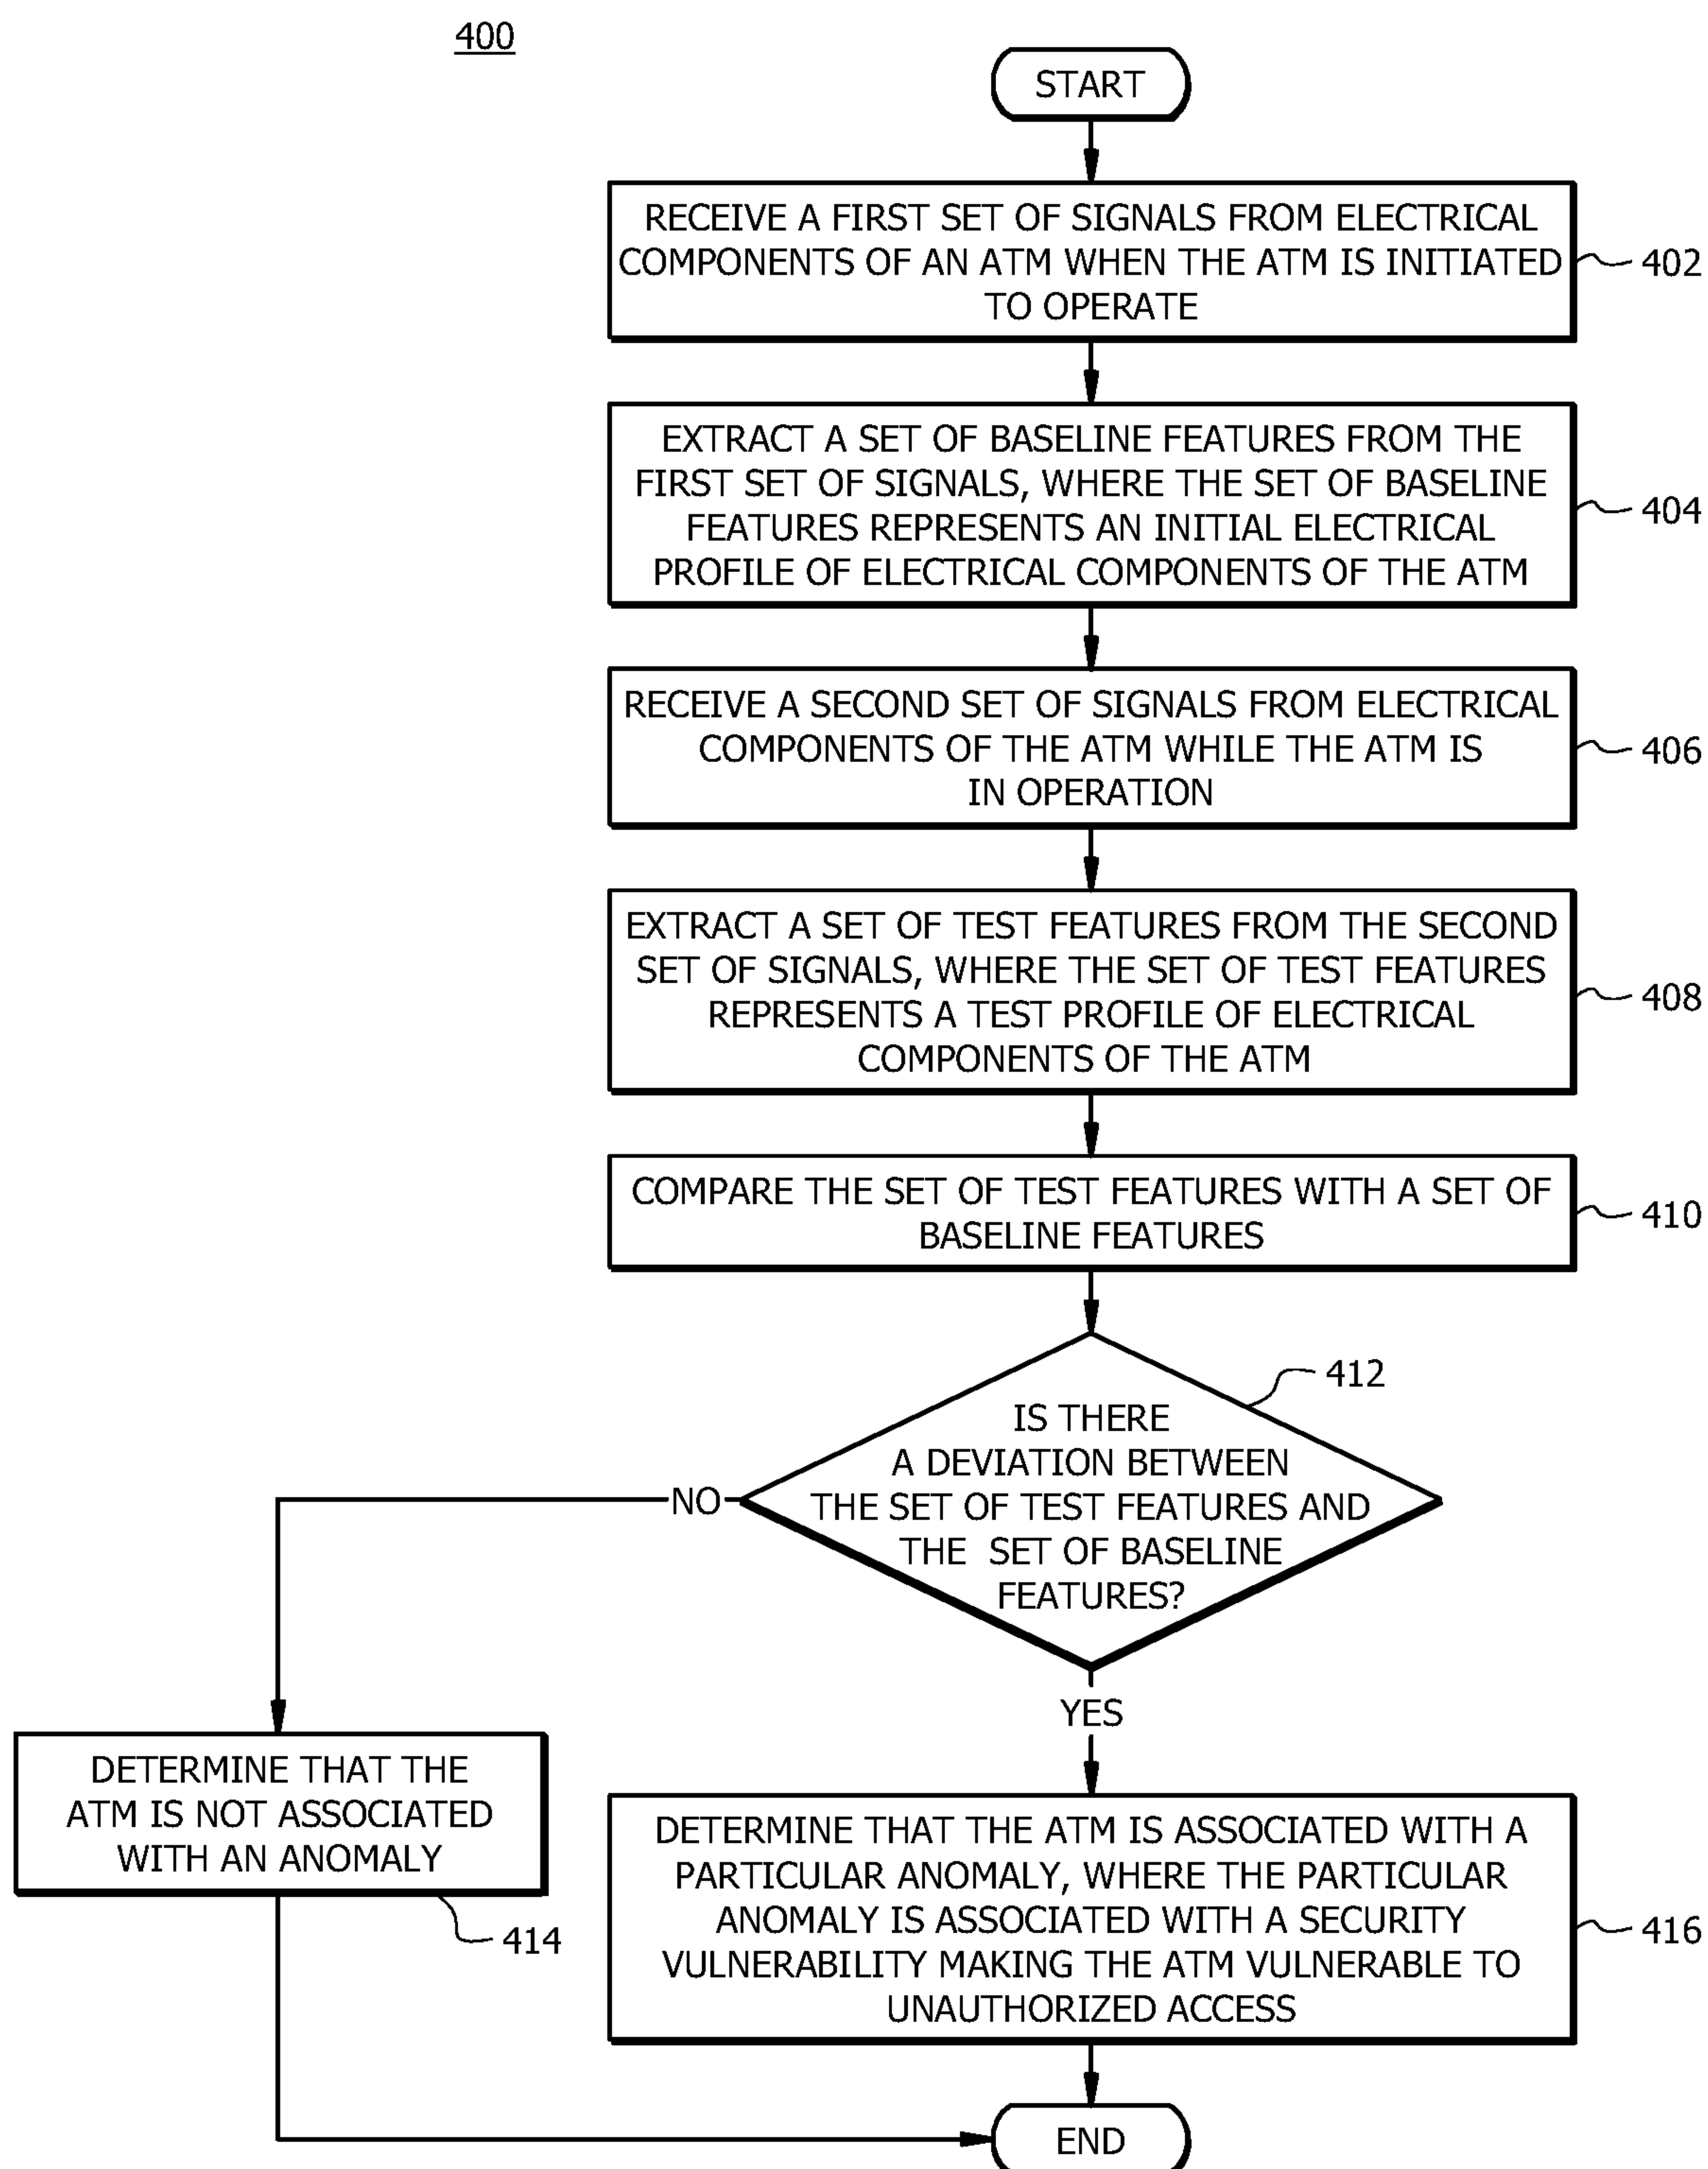 400
START
RECEIVE A FIRST SET OF SIGNALS FROM ELECTRICAL
COMPONENTS OF AN ATM WHEN THE ATM IS INITIATED
TO OPERATE
402
EXTRACT A SET OF BASELINE FEATURES FROM THE
FIRST SET OF SIGNALS, WHERE THE SET OF BASELINE
FEATURES REPRESENTS AN INITIAL ELECTRICAL
PROFILE OF ELECTRICAL COMPONENTS OF THE ATM
404
RECEIVE A SECOND SET OF SIGNALS FROM ELECTRICAL
COMPONENTS OF THE ATM WHILE THE ATM IS
IN OPERATION
406
EXTRACT A SET OF TEST FEATURES FROM THE SECOND
SET OF SIGNALS, WHERE THE SET OF TEST FEATURES
REPRESENTS A TEST PROFILE OF ELECTRICAL
COMPONENTS OF THE ATM
408
COMPARE THE SET OF TEST FEATURES WITH A SET OF
BASELINE FEATURES
410
412
IS THERE
A DEVIATION BETWEEN
THE SET OF TEST FEATURES AND
THE SET OF BASELINE
FEATURES?
NO
YES
DETERMINE THAT THE
ATM IS NOT ASSOCIATED
WITH AN ANOMALY
414
DETERMINE THAT THE ATM IS ASSOCIATED WITH A
PARTICULAR ANOMALY, WHERE THE PARTICULAR
ANOMALY IS ASSOCIATED WITH A SECURITY
VULNERABILITY MAKING THE ATM VULNERABLE TO
UNAUTHORIZED ACCESS
416
END